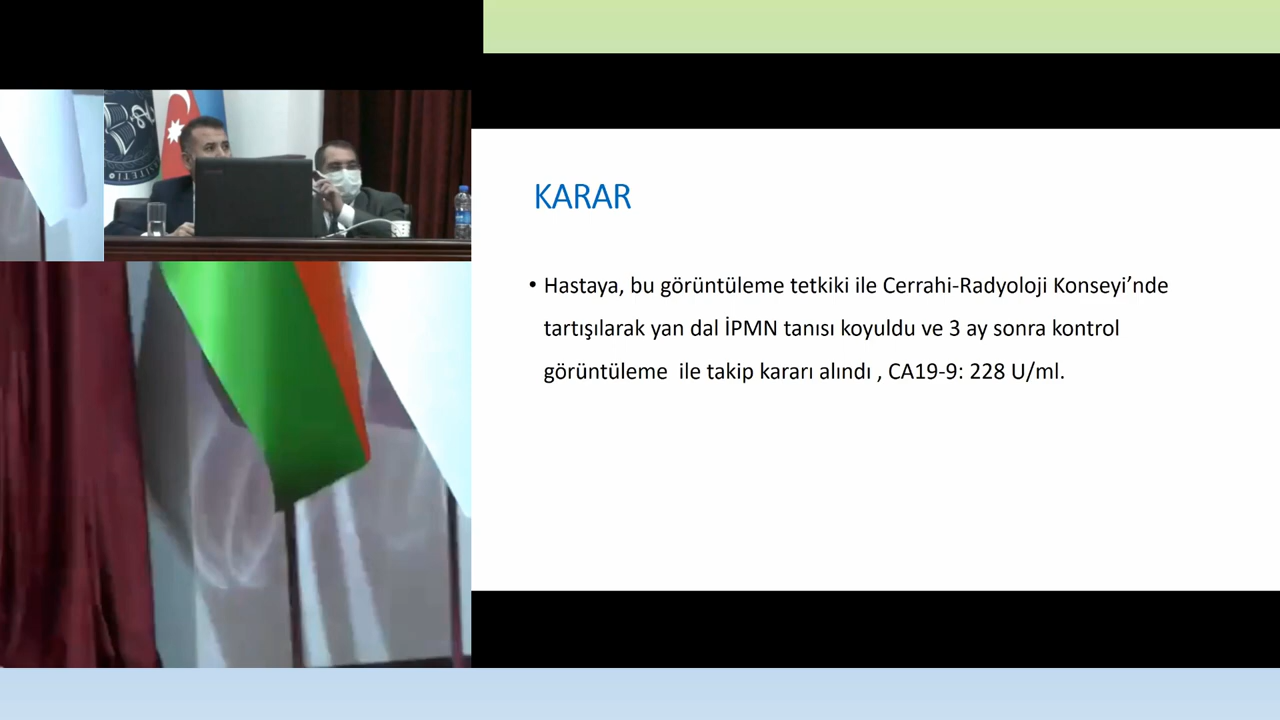 KARAR
• Hastaya, bu görüntüleme tetkiki ile Cerrahi-Radyoloji Konseyi’nde
tartışılarak yan dal İPMN tanısı koyuldu ve 3 ay sonra kontrol
görüntüleme ile takip kararı alındı , CA19-9: 228 U/ml.